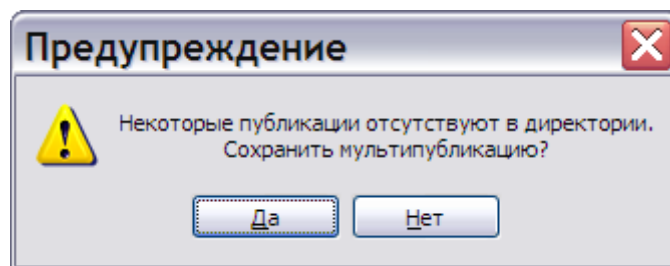 Предупреждение
Некоторые публикации отсутствуют в директории.
Сохранить мультипубликацию?
Да
Нет